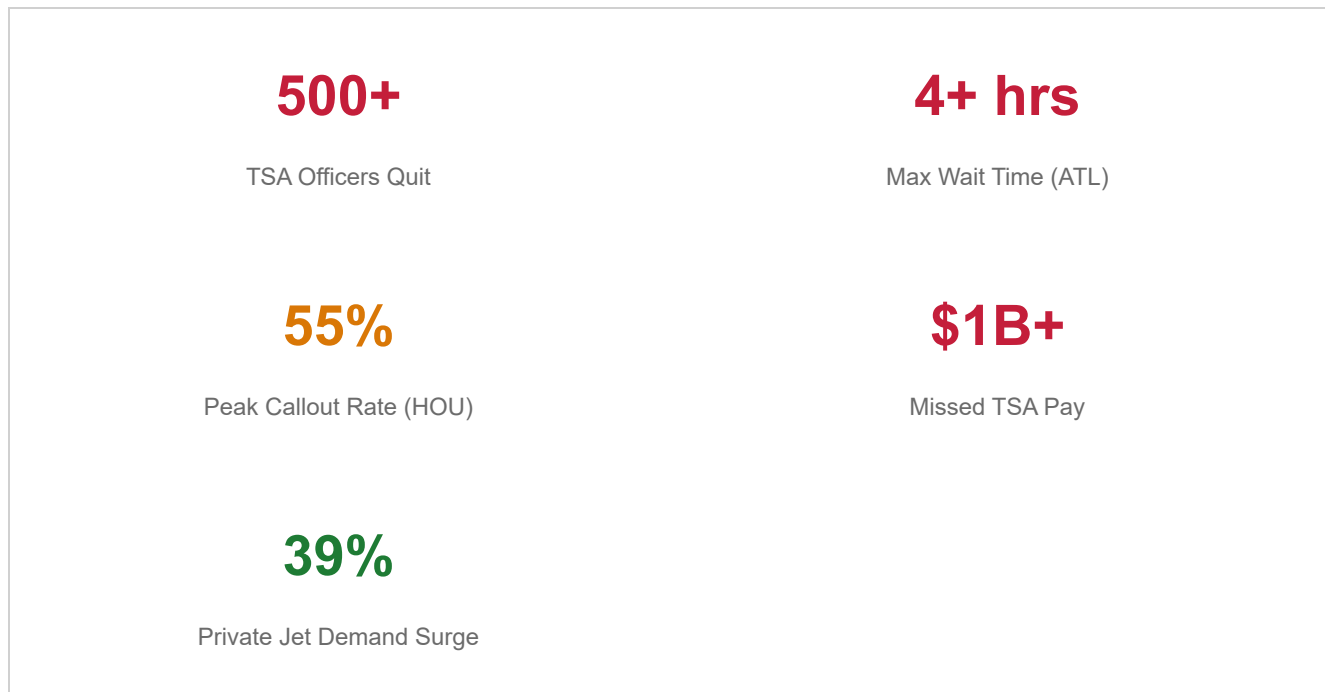 500+
4+ hrs
TSA Officers Quit
Max Wait Time (ATL)
55%
$1B+
Peak Callout Rate (HOU)
Missed TSA Pay
39%
Private Jet Demand Surge